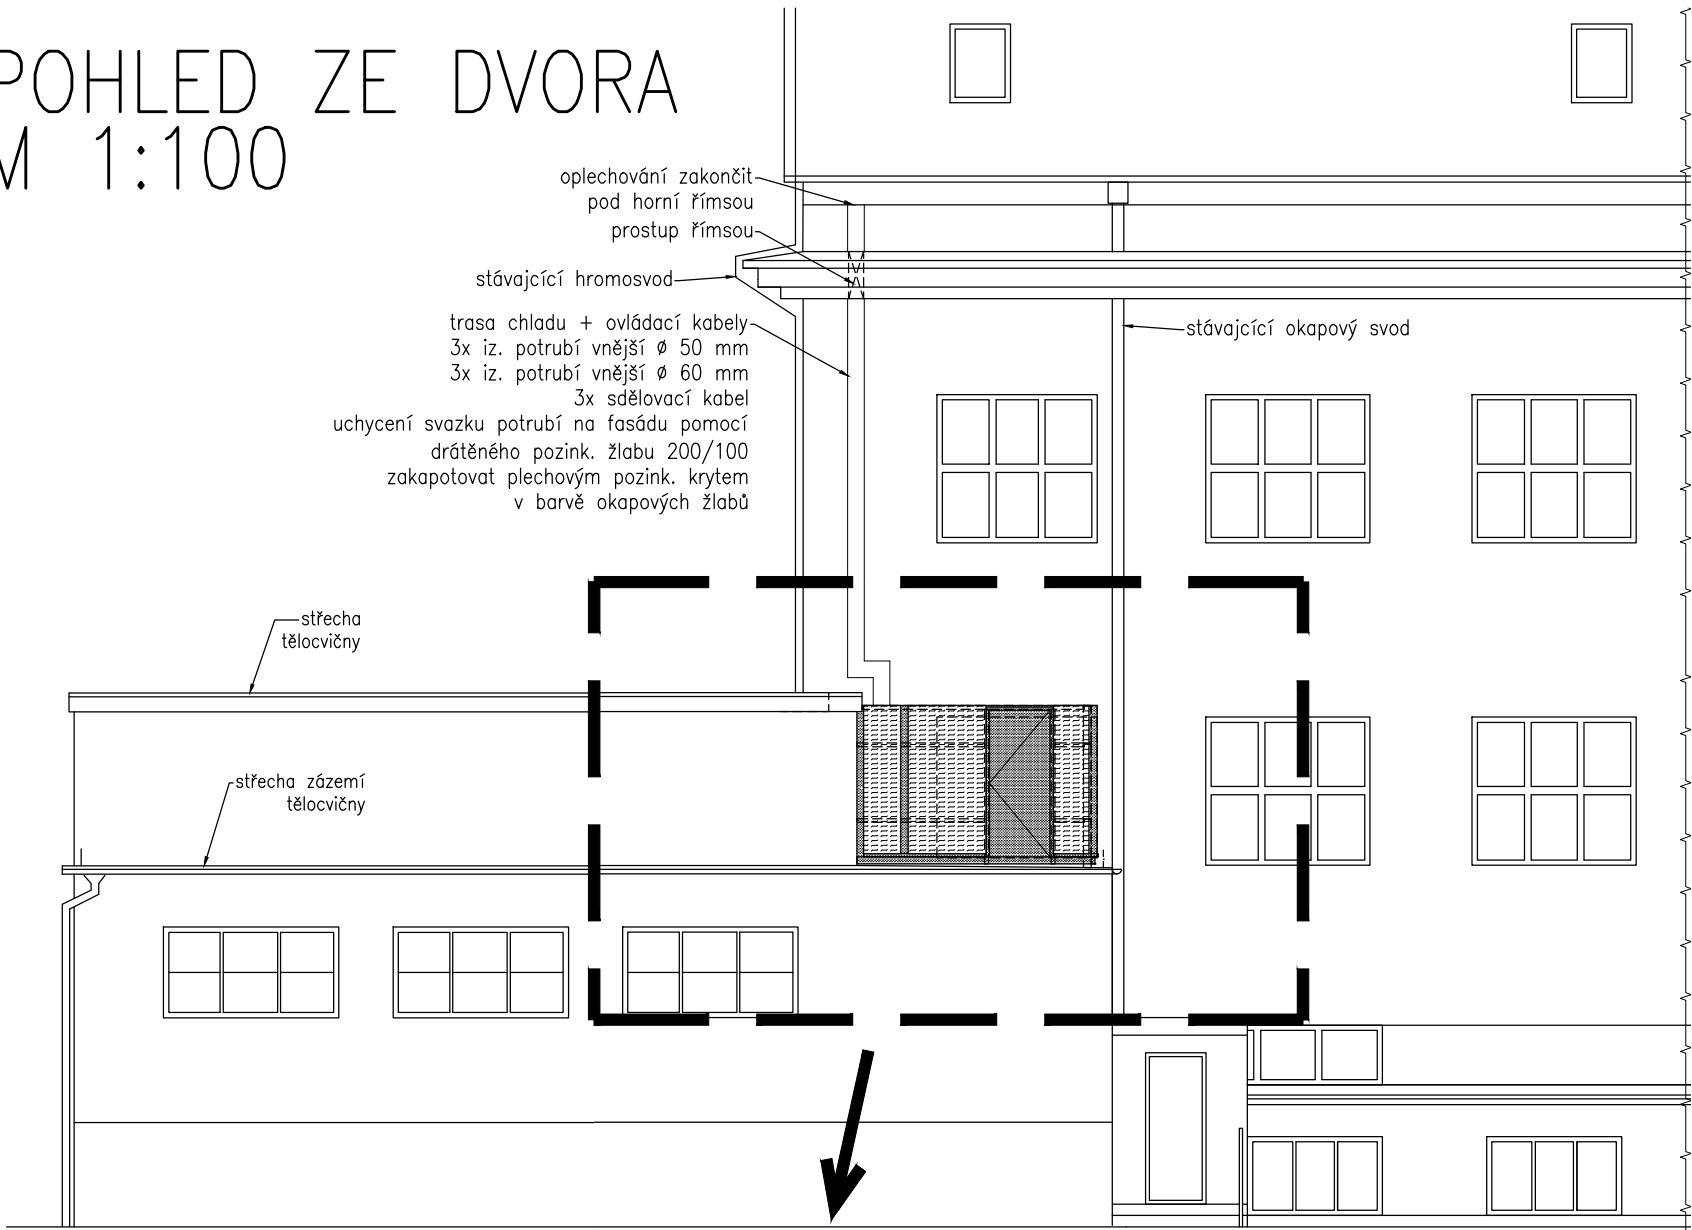 POHLED ZE DVORA
M 1:100
oplechování zakončit
pod horní římsou
prostup římsou
stávající hromosvod
trasa chladu + ovládací kabely
3x iz. potrubí vnější ø 50 mm
3x iz. potrubí vnější ø 60 mm
3x sdělovací kabel
uchycení svazku potrubí na fasádu pomocí
drátěného pozink. žlabu 200/100
zakapotovat plechovým pozink. krytem
v barvě okapových žlabů
stávající okapový svod
střecha
tělocvičny
střecha zázemí
tělocvičny